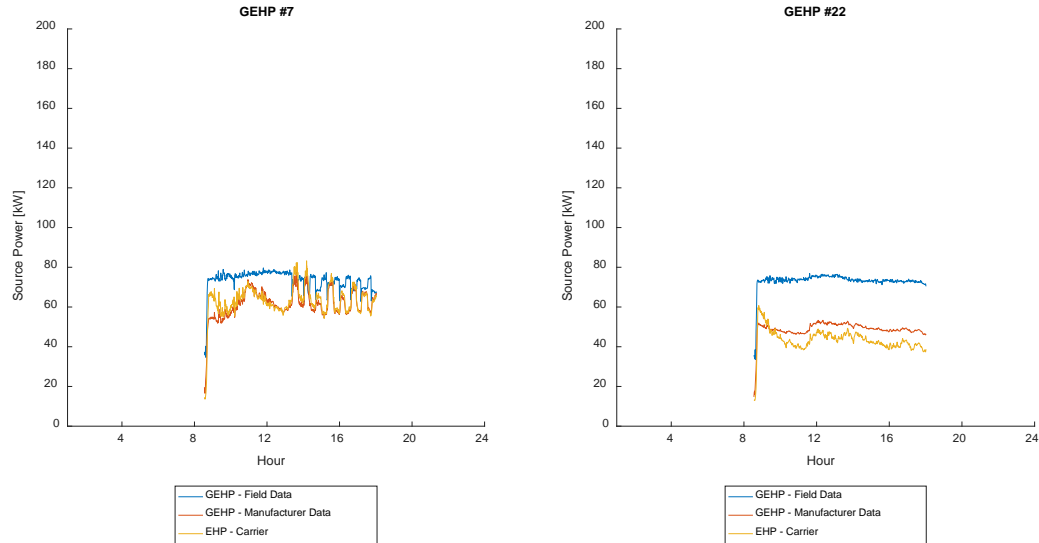 GEHP #7
200
180
160
140
120
100
80
60
40
20
0
Source Power [kW]
4 8 12 16 20 24
Hour
GEHP - Field Data
GEHP - Manufacturer Data
EHP - Carrier
GEHP #22
200
180
160
140
120
100
80
60
40
20
0
Source Power [kW]
4 8 12 16 20 24
Hour
GEHP - Field Data
GEHP - Manufacturer Data
EHP - Carrier